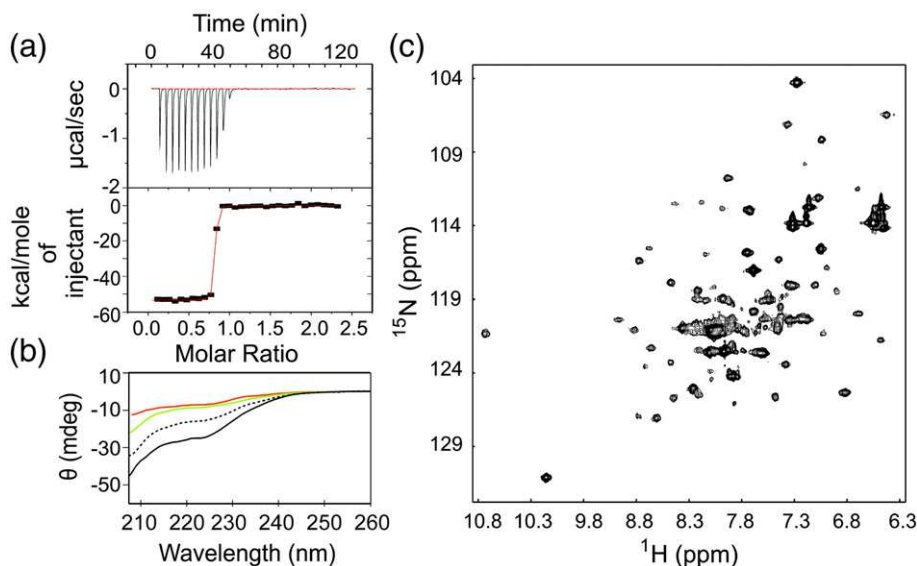 (a)
Time (min)
0 20 40 60 80 100 120
0
-1
-2
µcal/sec
0
-20
-40
-60
kcal/mole
of
injectant
0.0 0.5 1.0 1.5 2.0 2.5
Molar Ratio
(b)
10
-10
-30
-50
θ (mdeg)
210 220 230 240 250 260
Wavelength (nm)
(c)
104
109
114
119
124
129
15N (ppm)
10.8 10.3 9.8 9.3 8.8 8.3 7.8 7.3 6.8 6.3
1H (ppm)